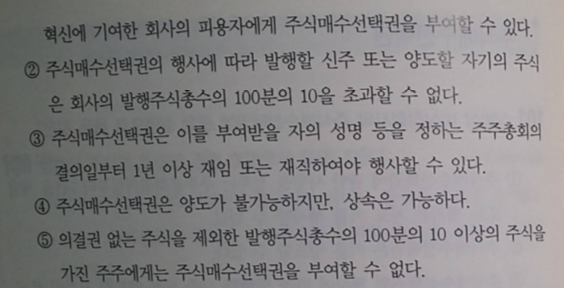 혁신에 기여한 회사의 피용자에게 주식매수선택권을 부여할 수 있다.
② 주식매수선택권의 행사에 따라 발행할 신주 또는 양도할 자기의 주식
은 회사의 발행주식총수의 100분의 10을 초과할 수 없다.
③ 주식매수선택권은 이를 부여받을 자의 성명 등을 정하는 주주총회의
결의일부터 1년 이상 재임 또는 재직하여야 행사할 수 있다.
④ 주식매수선택권은 양도가 불가능하지만, 상속은 가능하다.
⑤ 의결권 없는 주식을 제외한 발행주식총수의 100분의 10 이상의 주식을
가진 주주에게는 주식매수선택권을 부여할 수 없다.